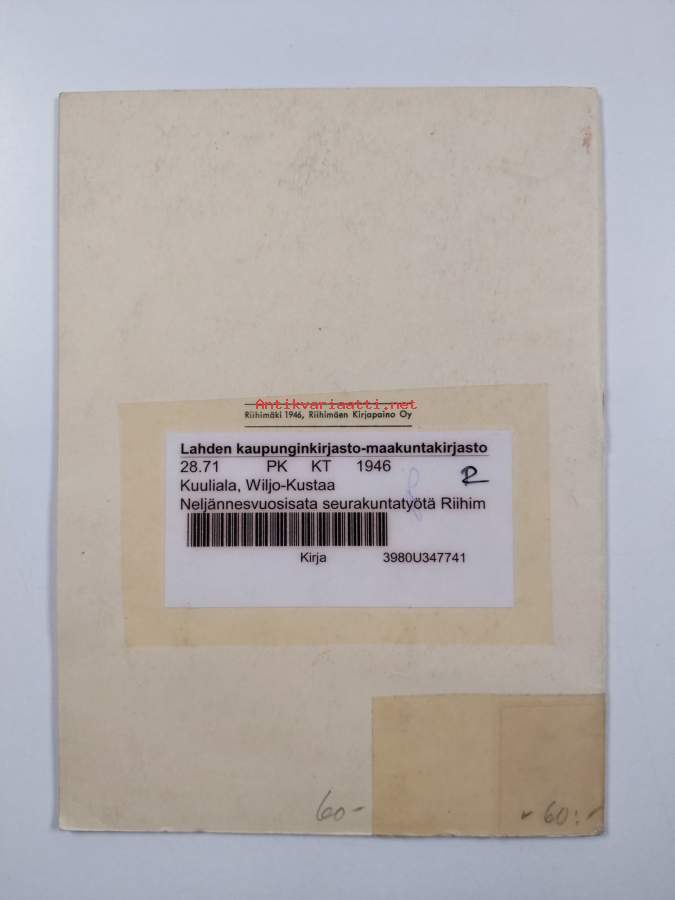 Antikvariaatti.net
Riihimäki 1946, Riihimäen Kirjapaino Oy
Lahden kaupunginkirjasto-maakuntakirjasto
28.71 PK KT 1946
Kuuliala, Wiljo-Kustaa
Neljännesvuosisata seurakuntatyötä Riihim
Kirja 3980U347741
60-
60:-